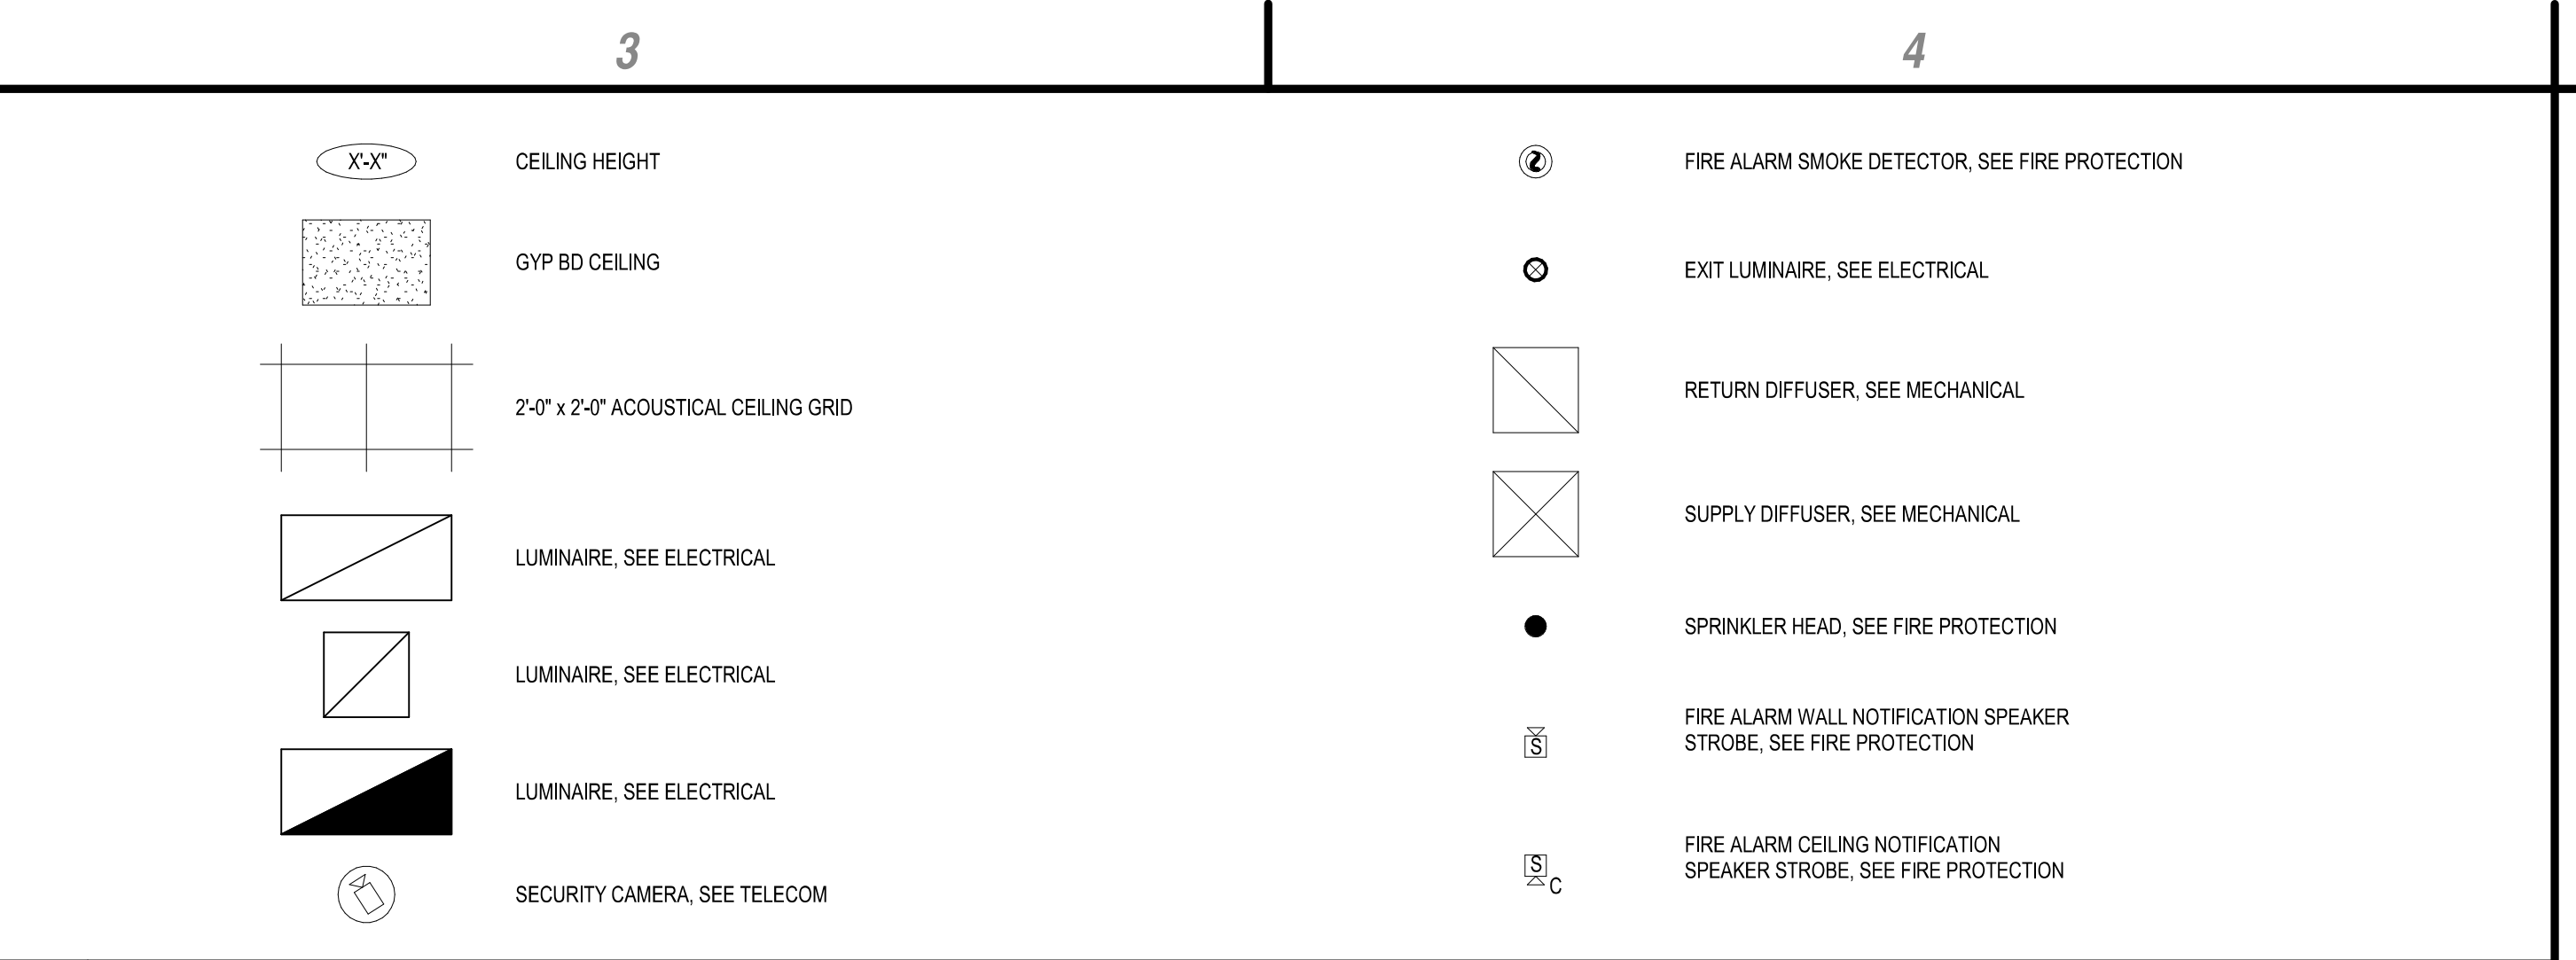 3
4
X'-X"
CEILING HEIGHT
GYP BD CEILING
2'-0" x 2'-0" ACOUSTICAL CEILING GRID
LUMINAIRE, SEE ELECTRICAL
LUMINAIRE, SEE ELECTRICAL
LUMINAIRE, SEE ELECTRICAL
SECURITY CAMERA, SEE TELECOM
FIRE ALARM SMOKE DETECTOR, SEE FIRE PROTECTION
EXIT LUMINAIRE, SEE ELECTRICAL
RETURN DIFFUSER, SEE MECHANICAL
SUPPLY DIFFUSER, SEE MECHANICAL
SPRINKLER HEAD, SEE FIRE PROTECTION
S
FIRE ALARM WALL NOTIFICATION SPEAKER
STROBE, SEE FIRE PROTECTION
S
C
FIRE ALARM CEILING NOTIFICATION
SPEAKER STROBE, SEE FIRE PROTECTION